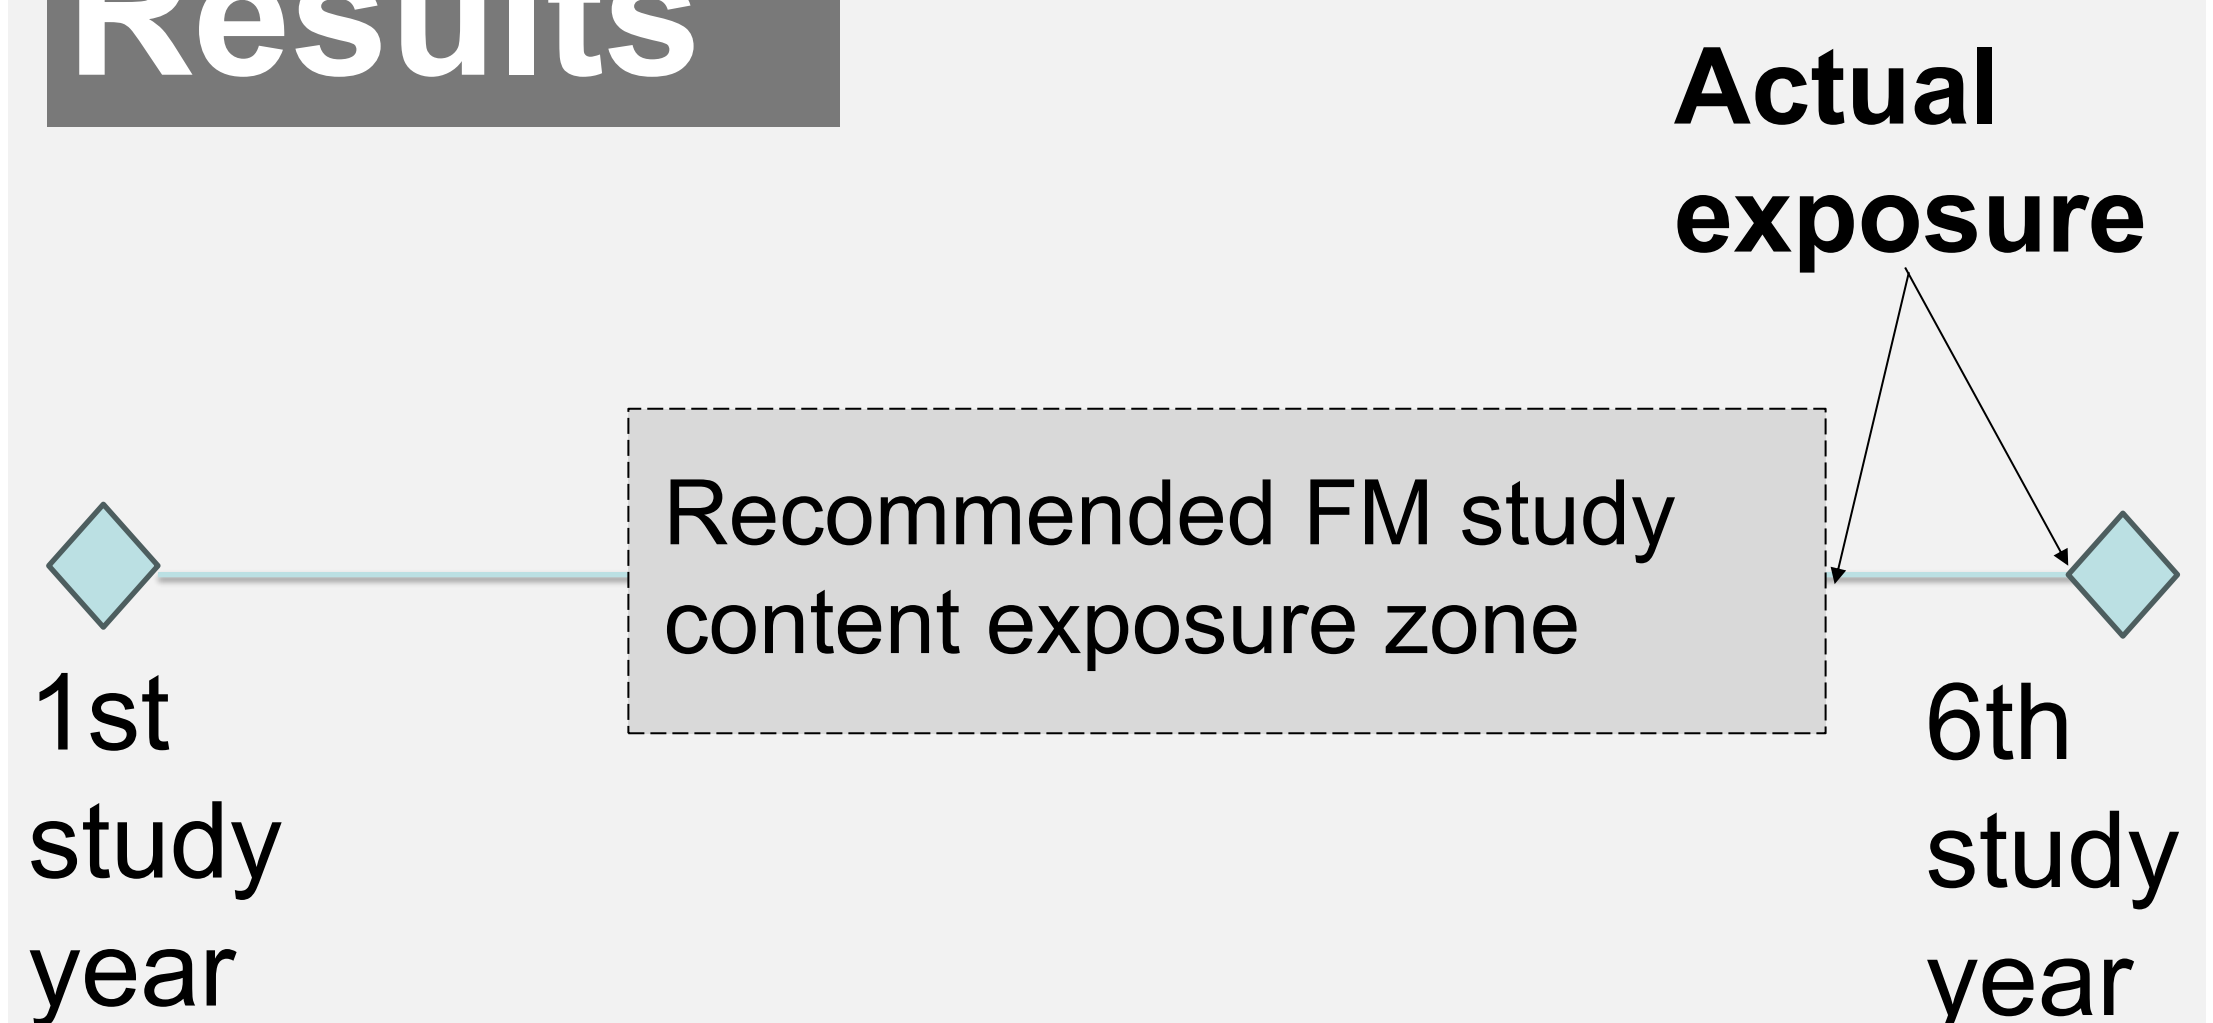 Results
Actual
exposure
Recommended FM study
content exposure zone
1st
study
year
6th
study
year